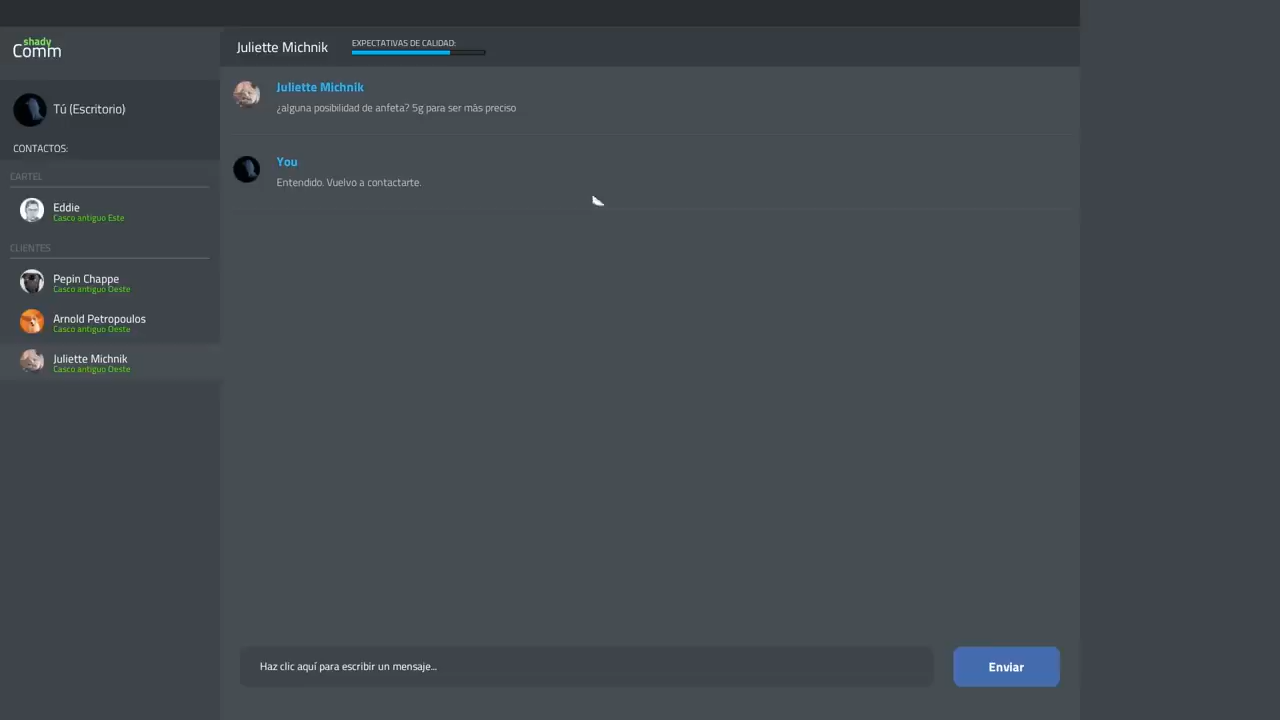 shady
Comm
Tú (Escritorio)
CONTACTOS:
CARTEL
Eddie
Casco antiguo Este
CLIENTES
Pepin Chappe
Casco antiguo Oeste
Arnold Petropoulos
Casco antiguo Oeste
Juliette Michnik
Casco antiguo Oeste
Juliette Michnik
EXPECTATIVAS DE CALIDAD:
Juliette Michnik
¿alguna posibilidad de anfeta? 5g para ser más preciso
You
Entendido. Vuelvo a contactarte.
Haz clic aquí para escribir un mensaje...
Enviar